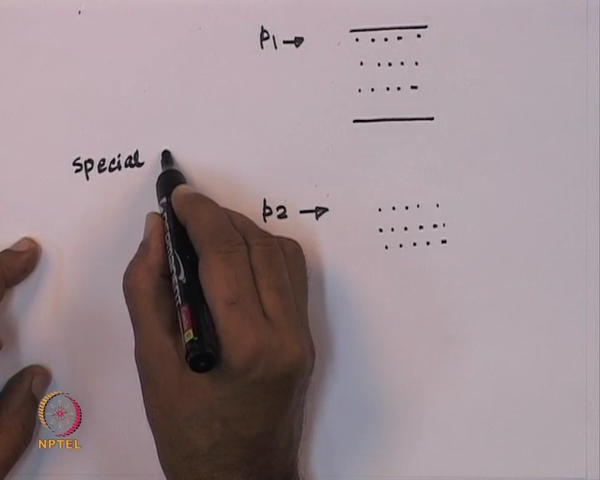 P1 →
special
P2 →
NPTEL